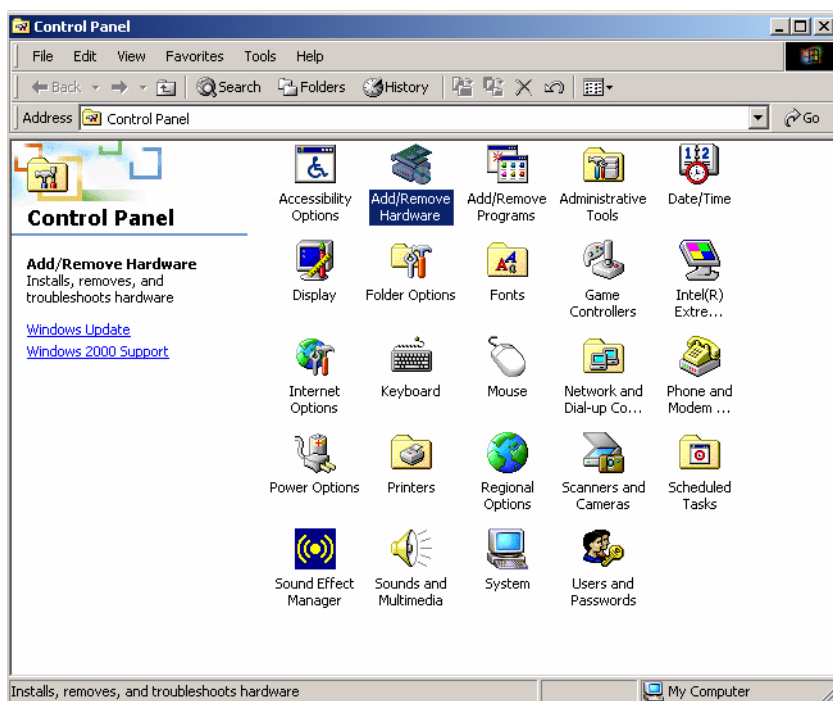 Control Panel
File Edit View Favorites Tools Help
Back Search Folders History
Address Control Panel Go
Control Panel
Add/Remove Hardware
Installs, removes, and
troubleshoots hardware
Windows Update
Windows 2000 Support
Accessibility
Options
Add/Remove
Hardware
Add/Remove
Programs
Administrative
Tools
Date/Time
Display
Folder Options
Fonts
Game
Controllers
Intel(R)
Extre...
Internet
Options
Keyboard
Mouse
Network and
Dial-up Co...
Phone and
Modem ...
Power Options
Printers
Regional
Options
Scanners and
Cameras
Scheduled
Tasks
Sound Effect
Manager
Sounds and
Multimedia
System
Users and
Passwords
Installs, removes, and troubleshoots hardware
My Computer